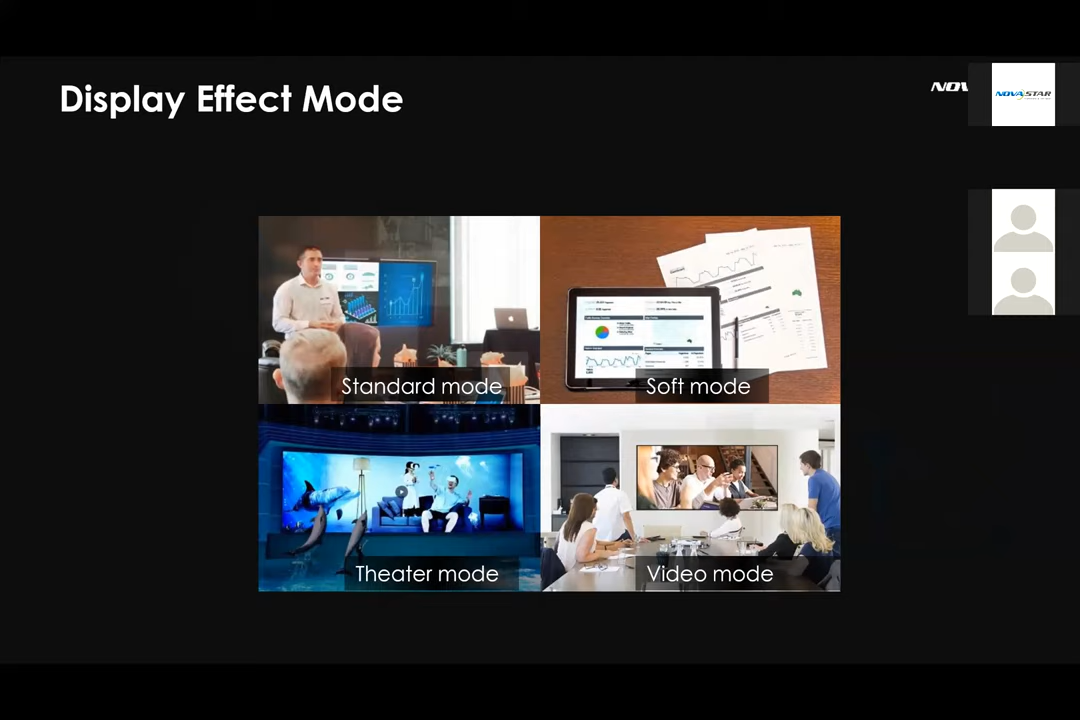 Display Effect Mode
NOVASTAR
Standard mode
Soft mode
Theater mode
Video mode